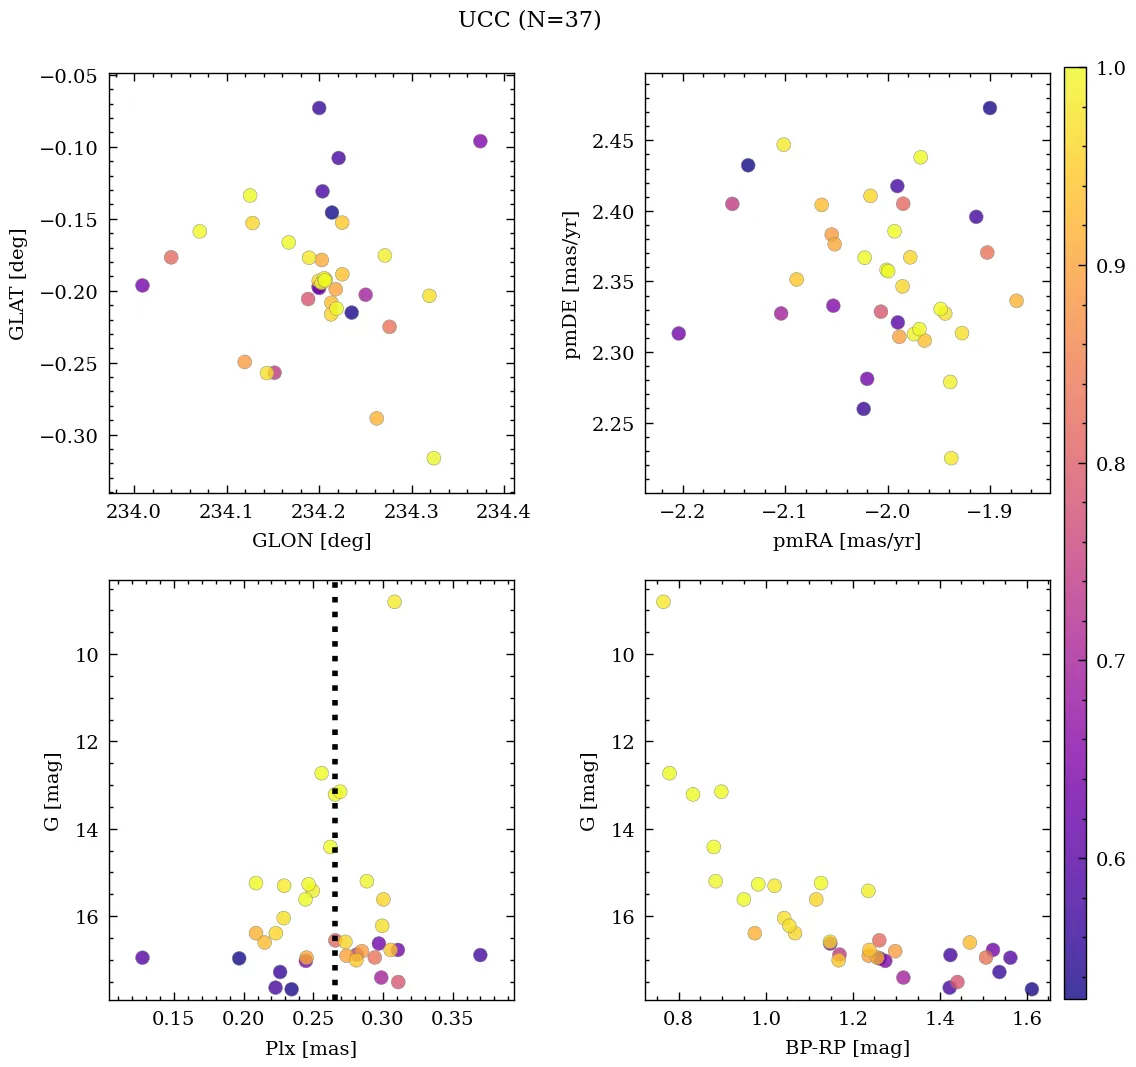 UCC (N=37)
−0.05
−0.10
−0.15
−0.20
−0.25
−0.30
GLAT [deg]
234.0 234.1 234.2 234.3 234.4
GLON [deg]
2.45
2.40
2.35
2.30
2.25
pmDE [mas/yr]
−2.2 −2.1 −2.0 −1.9
pmRA [mas/yr]
10
12
14
16
G [mag]
0.15 0.20 0.25 0.30 0.35
Plx [mas]
10
12
14
16
G [mag]
0.8 1.0 1.2 1.4 1.6
BP-RP [mag]
1.0
0.9
0.8
0.7
0.6